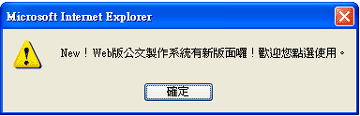 Microsoft Internet Explorer
New！Web版公文製作系統有新版面囉！歡迎您點選使用。
確定